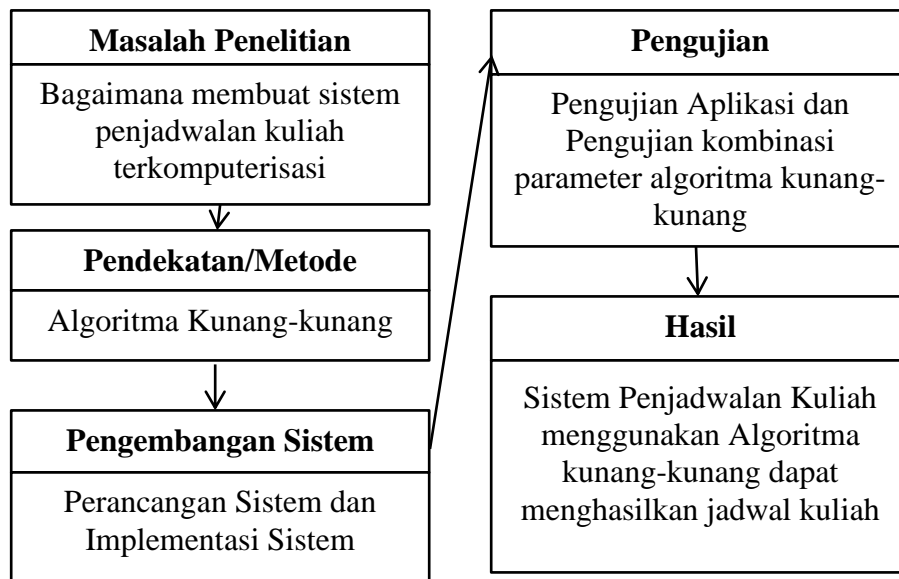 Masalah Penelitian
Bagaimana membuat sistem
penjadwalan kuliah
terkomputerisasi
Pendekatan/Metode
Algoritma Kunang-kunang
Pengembangan Sistem
Perancangan Sistem dan
Implementasi Sistem
Pengujian
Pengujian Aplikasi dan
Pengujian kombinasi
parameter algoritma kunang-
kunang
Hasil
Sistem Penjadwalan Kuliah
menggunakan Algoritma
kunang-kunang dapat
menghasilkan jadwal kuliah